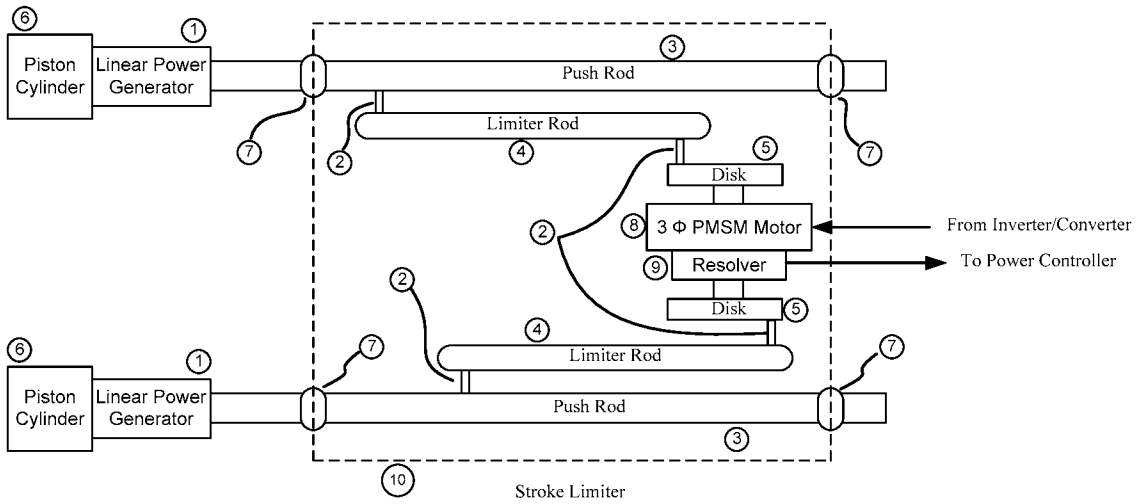 6
1
3
Piston
Cylinder
Linear Power
Generator
Push Rod
7
2
Limiter Rod
4
7
5
Disk
2
8
3 Φ PMSM Motor
From Inverter/Converter
9
Resolver
To Power Controller
2
Disk
5
6
1
7
4
Limiter Rod
7
Piston
Cylinder
Linear Power
Generator
Push Rod
3
10
Stroke Limiter